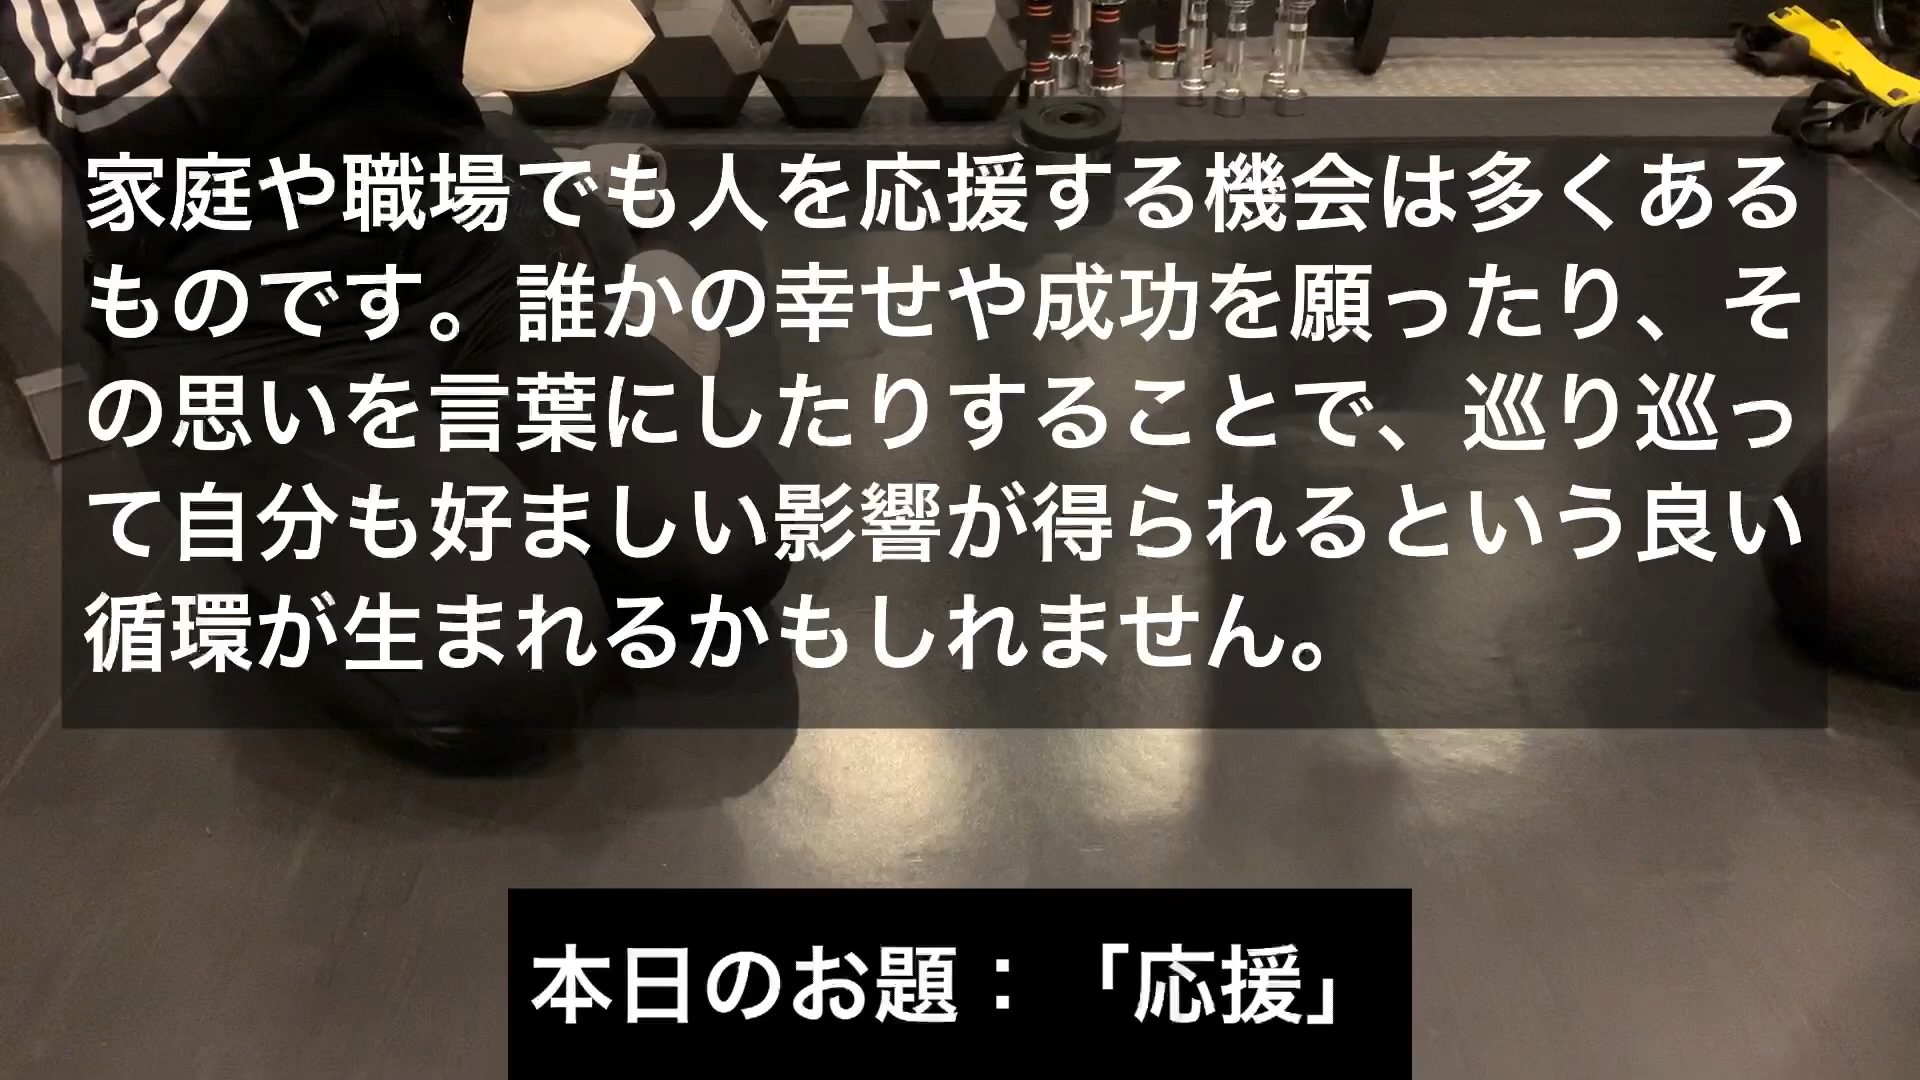 家庭や職場でも人を応援する機会は多くある
ものです。誰かの幸せや成功を願ったり、そ
の思いを言葉にしたりすることで、巡り巡っ
て自分も好ましい影響が得られるという良い
循環が生まれるかもしれません。
本日のお題：「応援」